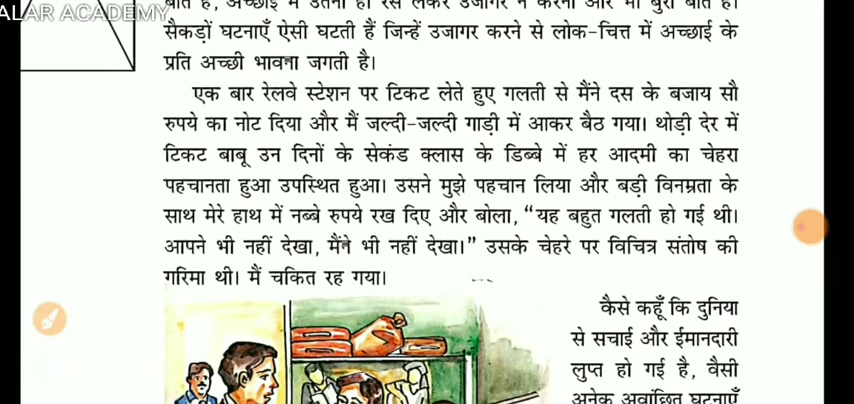 ALAR ACADEMY
सैकड़ों घटनाएँ ऐसी घटती हैं जिन्हें उजागर करने से लोक-चित्त में अच्छाई के
प्रति अच्छी भावना जगती है।
एक बार रेलवे स्टेशन पर टिकट लेते हुए गलती से मैंने दस के बजाय सौ
रुपये का नोट दिया और मैं जल्दी-जल्दी गाड़ी में आकर बैठ गया। थोड़ी देर में
टिकट बाबू उन दिनों के सेकंड क्लास के डिब्बे में हर आदमी का चेहरा
पहचानता हुआ उपस्थित हुआ। उसने मुझे पहचान लिया और बड़ी विनम्रता के
साथ मेरे हाथ में नब्बे रुपये रख दिए और बोला, “यह बहुत गलती हो गई थी।
आपने भी नहीं देखा, मैंने भी नहीं देखा।” उसके चेहरे पर विचित्र संतोष की
गरिमा थी। मैं चकित रह गया।
कैसे कहूँ कि दुनिया
से सचाई और ईमानदारी
लुप्त हो गई है, वैसी
अनेक अवांछित घटनाएँ